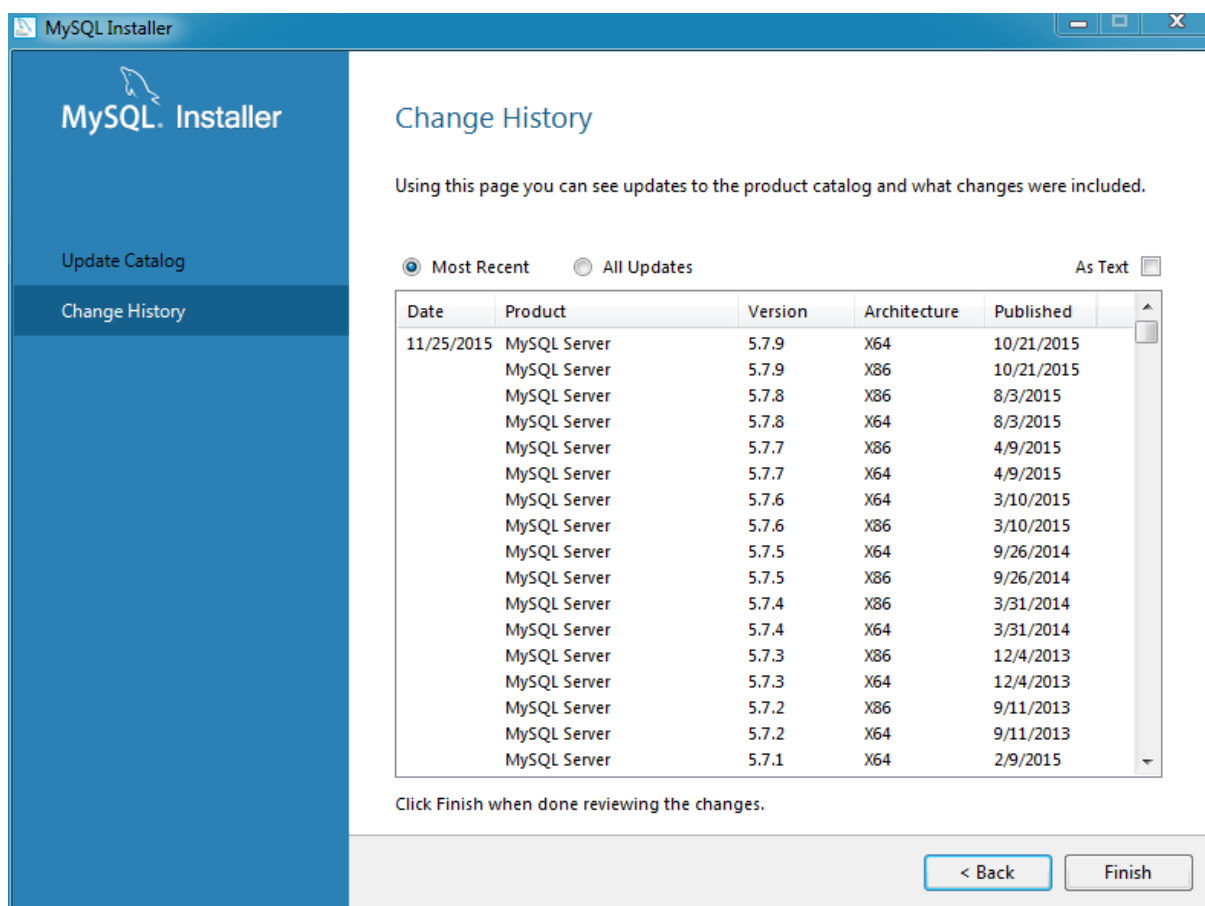 MySQL Installer
MySQL. Installer
Update Catalog
Change History
Change History
Using this page you can see updates to the product catalog and what changes were included.
Most Recent All Updates As Text
Date Product Version Architecture Published
11/25/2015 MySQL Server 5.7.9 X64 10/21/2015
MySQL Server 5.7.9 X86 10/21/2015
MySQL Server 5.7.8 X86 8/3/2015
MySQL Server 5.7.8 X64 8/3/2015
MySQL Server 5.7.7 X86 4/9/2015
MySQL Server 5.7.7 X64 4/9/2015
MySQL Server 5.7.6 X64 3/10/2015
MySQL Server 5.7.6 X86 3/10/2015
MySQL Server 5.7.5 X64 9/26/2014
MySQL Server 5.7.5 X86 9/26/2014
MySQL Server 5.7.4 X86 3/31/2014
MySQL Server 5.7.4 X64 3/31/2014
MySQL Server 5.7.3 X86 12/4/2013
MySQL Server 5.7.3 X64 12/4/2013
MySQL Server 5.7.2 X86 9/11/2013
MySQL Server 5.7.2 X64 9/11/2013
MySQL Server 5.7.1 X64 2/9/2015
Click Finish when done reviewing the changes.
< Back Finish